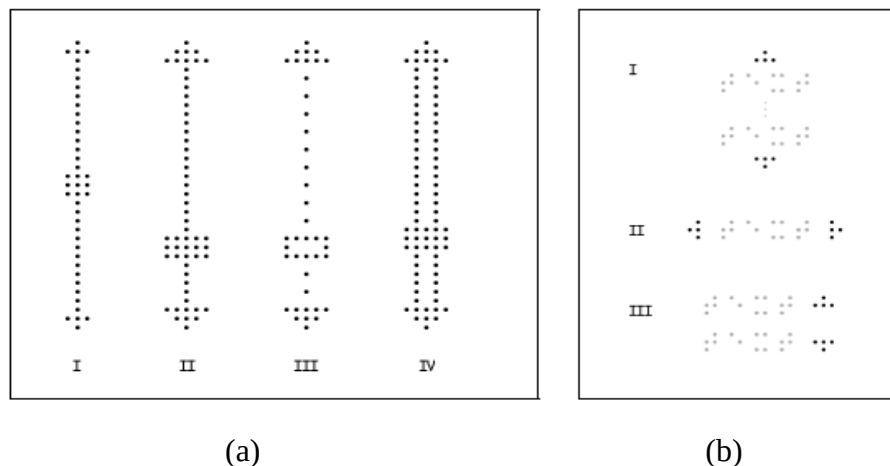 I II III IV
I ⠞⠑⠭⠞
⠞⠑⠭⠞
II ⠞⠑⠭⠞
III ⠞⠑⠭⠞
⠞⠑⠭⠞
(a) (b)